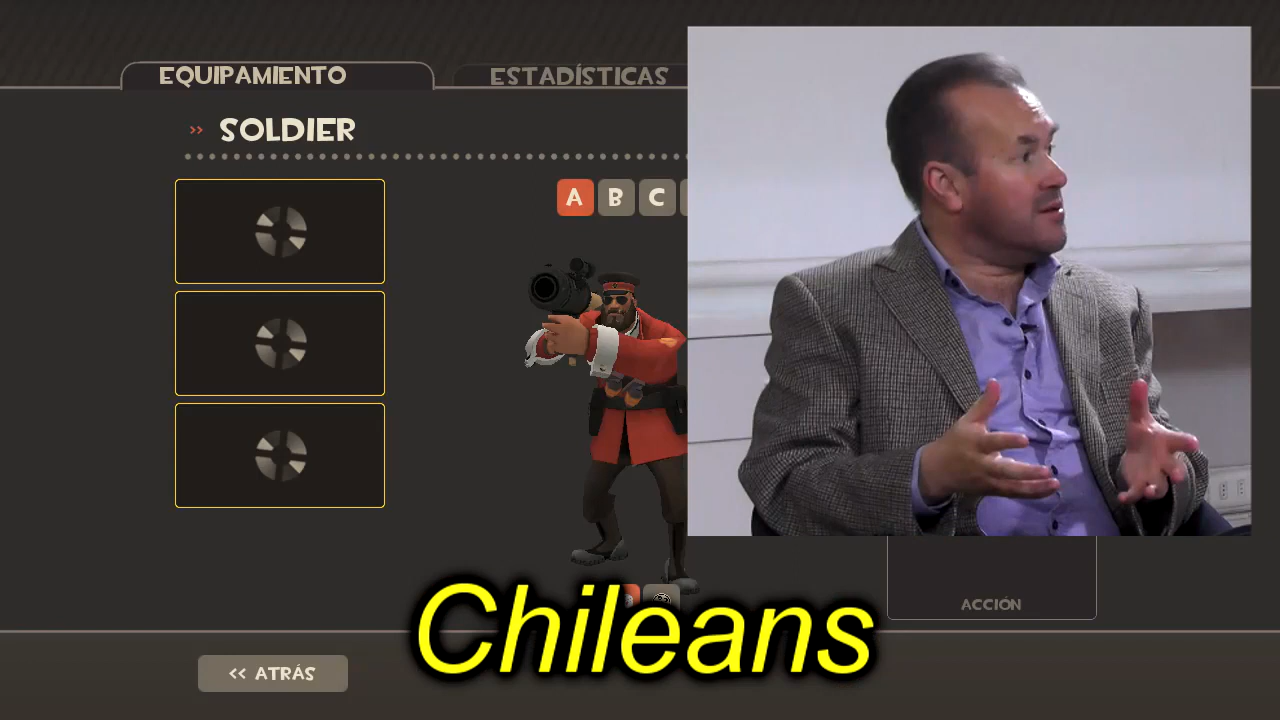 EQUIPAMIENTO
ESTADÍSTICAS
>> SOLDIER
A B C
ACCIÓN
Chileans
<< ATRÁS